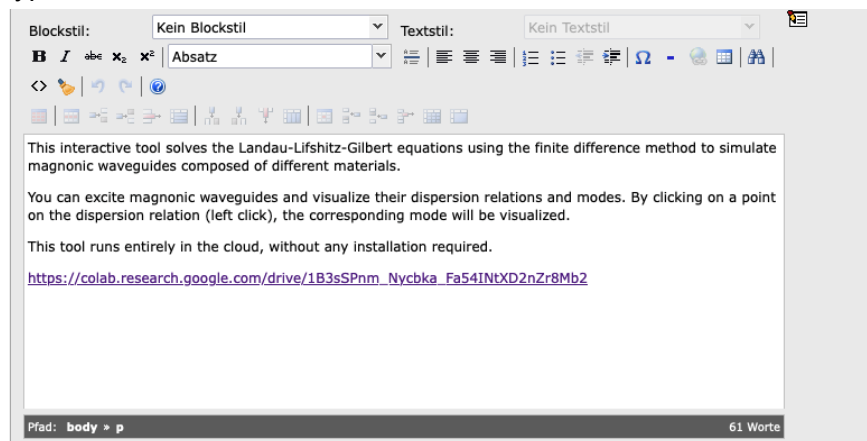 Blockstil: Kein Blockstil Textstil: Kein Textstil
B I abc x₂ x² Absatz Ω -
This interactive tool solves the Landau-Lifshitz-Gilbert equations using the finite difference method to simulate
magnonic waveguides composed of different materials.
You can excite magnonic waveguides and visualize their dispersion relations and modes. By clicking on a point
on the dispersion relation (left click), the corresponding mode will be visualized.
This tool runs entirely in the cloud, without any installation required.
https://colab.research.google.com/drive/1B3sSPnm_Nycbka_Fa54INtXD2nZr8Mb2
Pfad: body » p 61 Worte